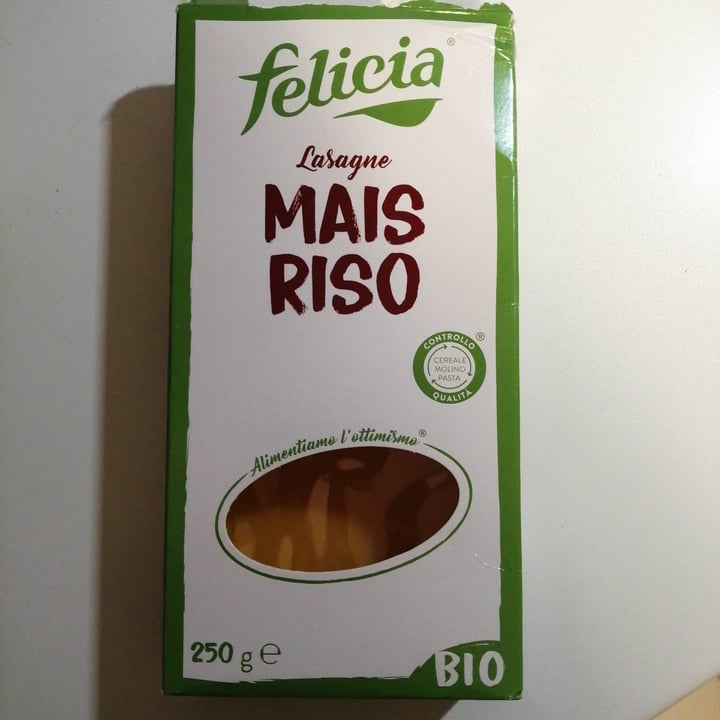 felicia®
Lasagne
MAIS
RISO
CONTROLLO ®
CEREALE
MOLINO
PASTA
QUALITÀ
Alimentiamo l'ottimismo®
250 g ℮
BIO